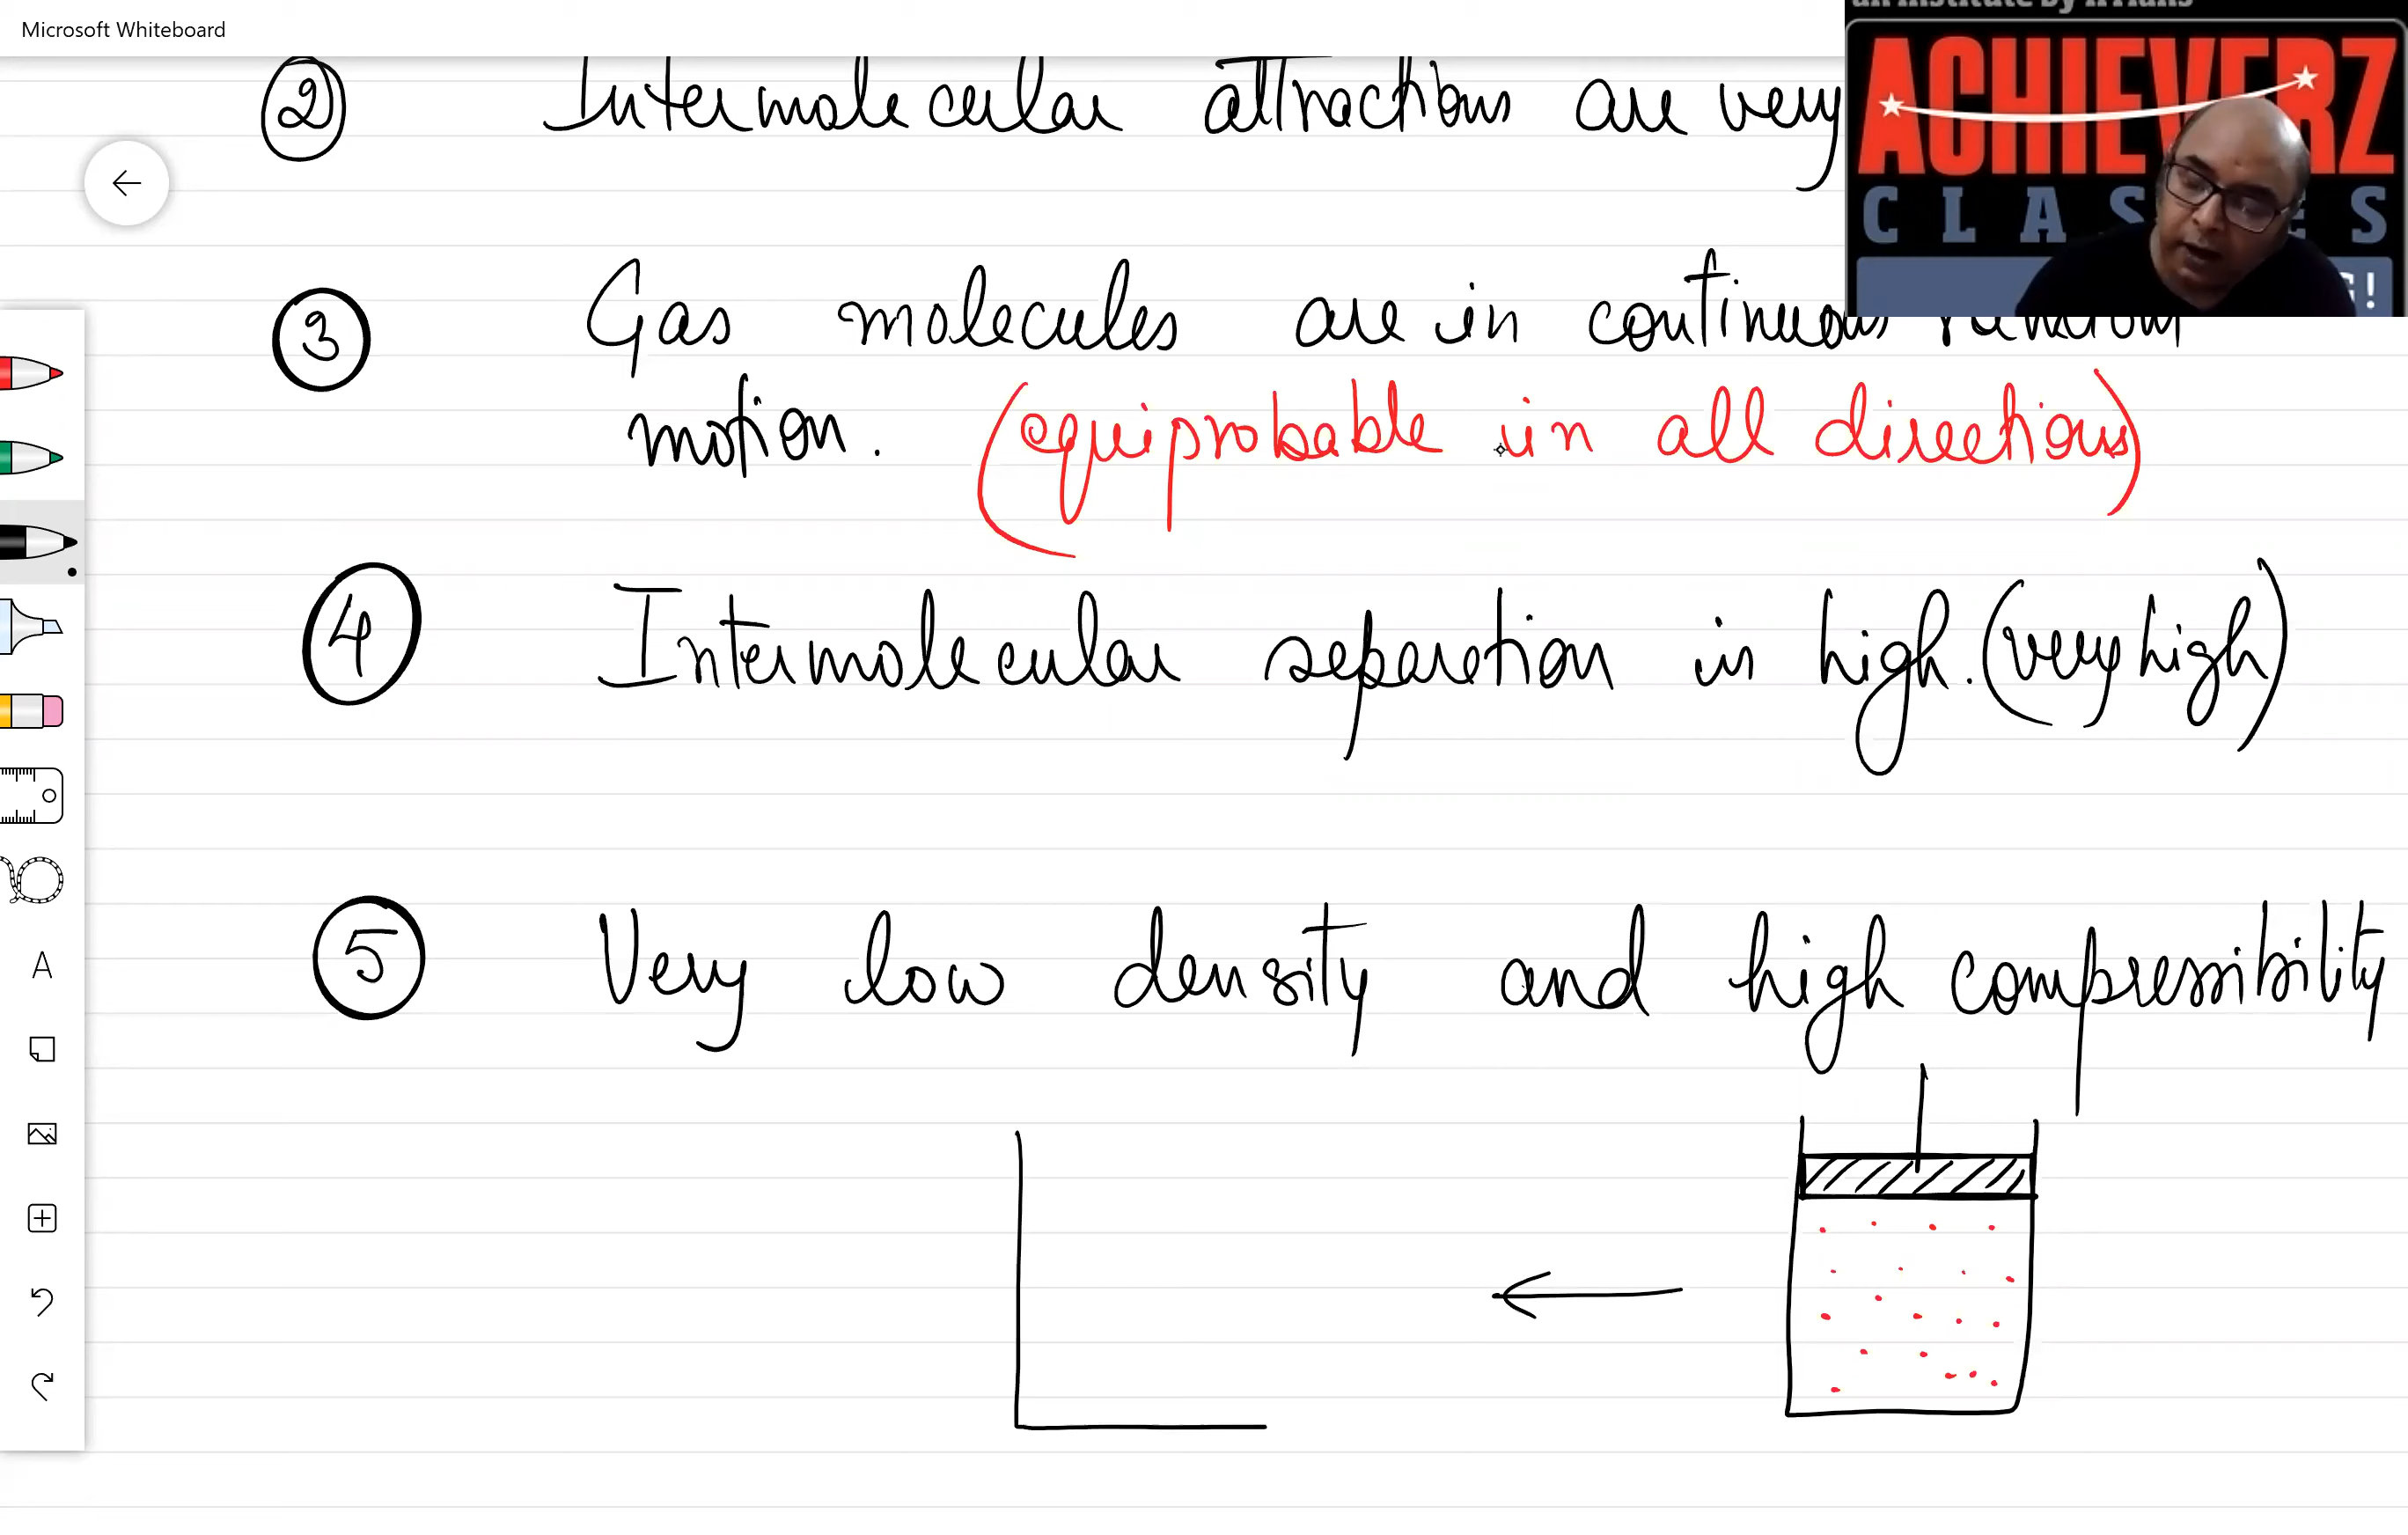 Microsoft Whiteboard
② Intermolecular attractions are very
ACHIEVERZ
CLASSES
③ Gas molecules are in continuous random
motion. (equiprobable in all directions)
④ Intermolecular separation is high. (very high)
⑤ Very low density and high compressibility
A